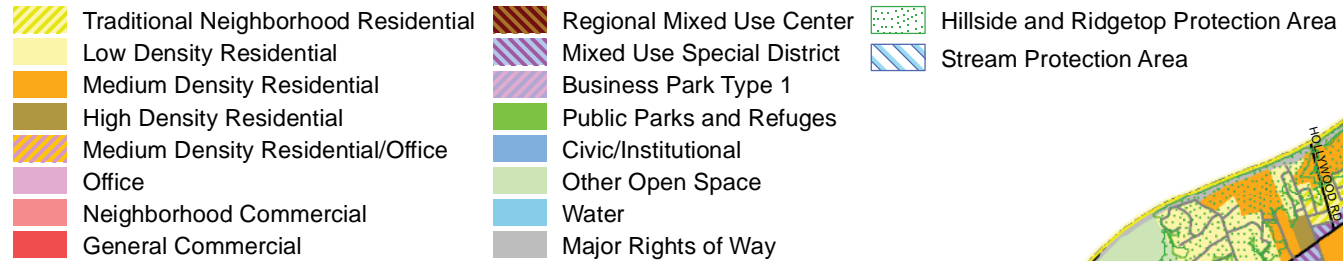 Traditional Neighborhood Residential
Low Density Residential
Medium Density Residential
High Density Residential
Medium Density Residential/Office
Office
Neighborhood Commercial
General Commercial
Regional Mixed Use Center
Mixed Use Special District
Business Park Type 1
Public Parks and Refuges
Civic/Institutional
Other Open Space
Water
Major Rights of Way
Hillside and Ridgetop Protection Area
Stream Protection Area
HOLLYWOOD RD